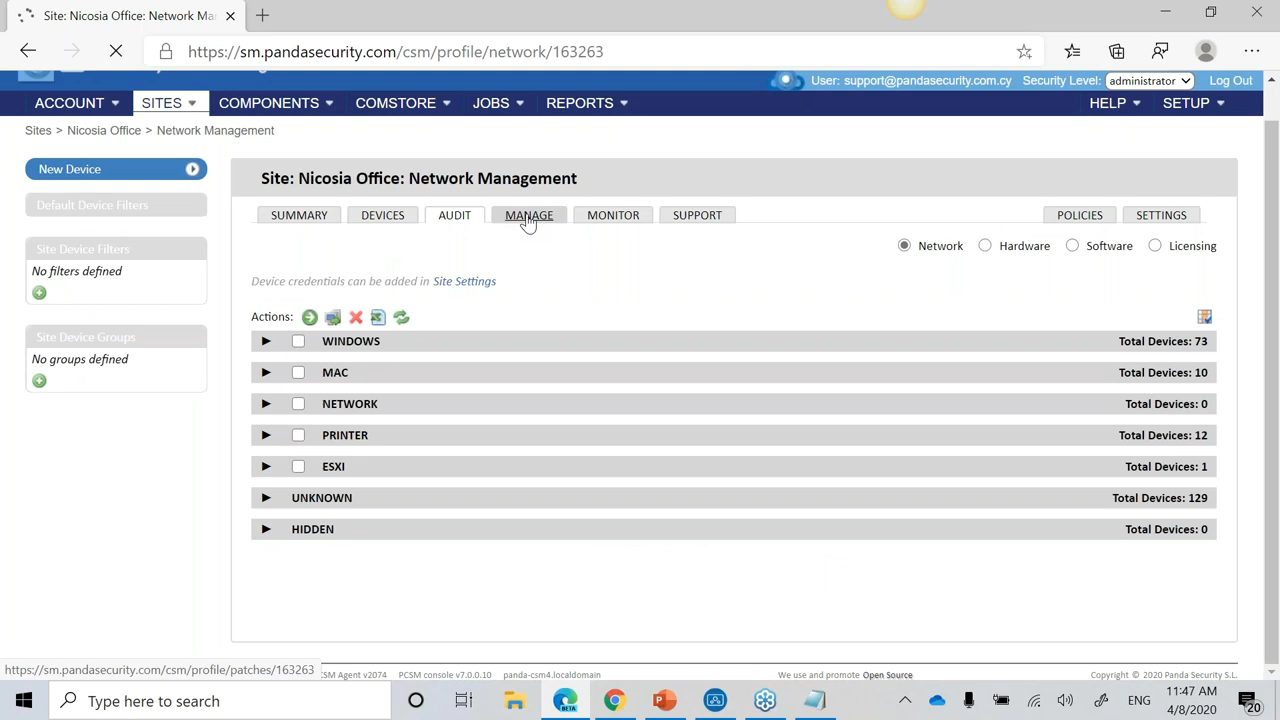 Site: Nicosia Office: Network Ma
https://sm.pandasecurity.com/csm/profile/network/163263
User: support@pandasecurity.com.cy Security Level: administrator Log Out
ACCOUNT SITES COMPONENTS COMSTORE JOBS REPORTS HELP SETUP
Sites > Nicosia Office > Network Management
New Device
Default Device Filters
Site Device Filters
No filters defined
Site Device Groups
No groups defined
Site: Nicosia Office: Network Management
SUMMARY DEVICES AUDIT MANAGE MONITOR SUPPORT POLICIES SETTINGS
Network Hardware Software Licensing
Device credentials can be added in Site Settings
Actions:
WINDOWS Total Devices: 73
MAC Total Devices: 10
NETWORK Total Devices: 0
PRINTER Total Devices: 12
ESXI Total Devices: 1
UNKNOWN Total Devices: 129
HIDDEN Total Devices: 0
https://sm.pandasecurity.com/csm/profile/patches/163263
CSM Agent v2074 PCSM console v7.0.0.10 panda-csm4.localdomain We use and promote Open Source Copyright © 2020 Panda Security S.L.
Type here to search
BETA
ENG
11:47 AM
4/8/2020
20